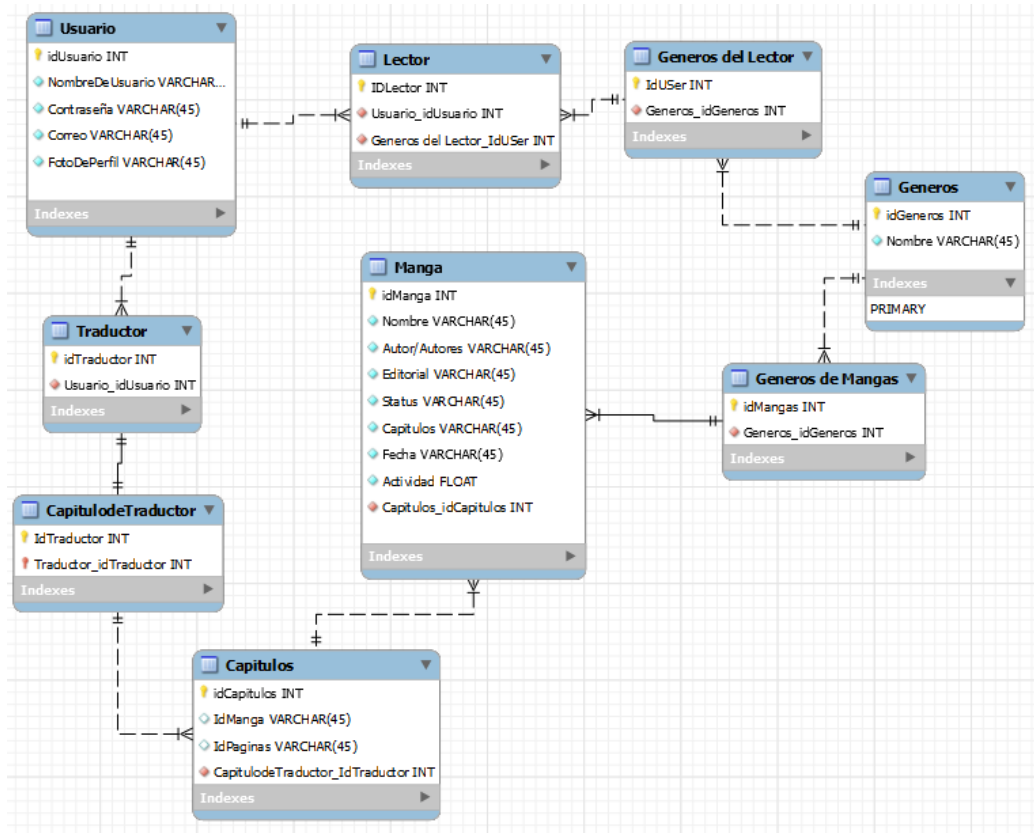 Usuario
idUsuario INT
NombreDeUsuario VARCHAR...
Contraseña VARCHAR(45)
Correo VARCHAR(45)
FotoDePerfil VARCHAR(45)
Indexes
Lector
IDLector INT
Usuario_idUsuario INT
Generos del Lector_IdUSer INT
Indexes
Generos del Lector
IdUSer INT
Generos_idGeneros INT
Indexes
Generos
idGeneros INT
Nombre VARCHAR(45)
Indexes
PRIMARY
Manga
idManga INT
Nombre VARCHAR(45)
Autor/Autores VARCHAR(45)
Editorial VARCHAR(45)
Status VARCHAR(45)
Capitulos VARCHAR(45)
Fecha VARCHAR(45)
Actividad FLOAT
Capitulos_idCapitulos INT
Indexes
Traductor
idTraductor INT
Usuario_idUsuario INT
Indexes
Generos de Mangas
idMangas INT
Generos_idGeneros INT
Indexes
CapitulodeTraductor
IdTraductor INT
Traductor_idTraductor INT
Indexes
Capitulos
idCapitulos INT
IdManga VARCHAR(45)
IdPaginas VARCHAR(45)
CapitulodeTraductor_IdTraductor INT
Indexes